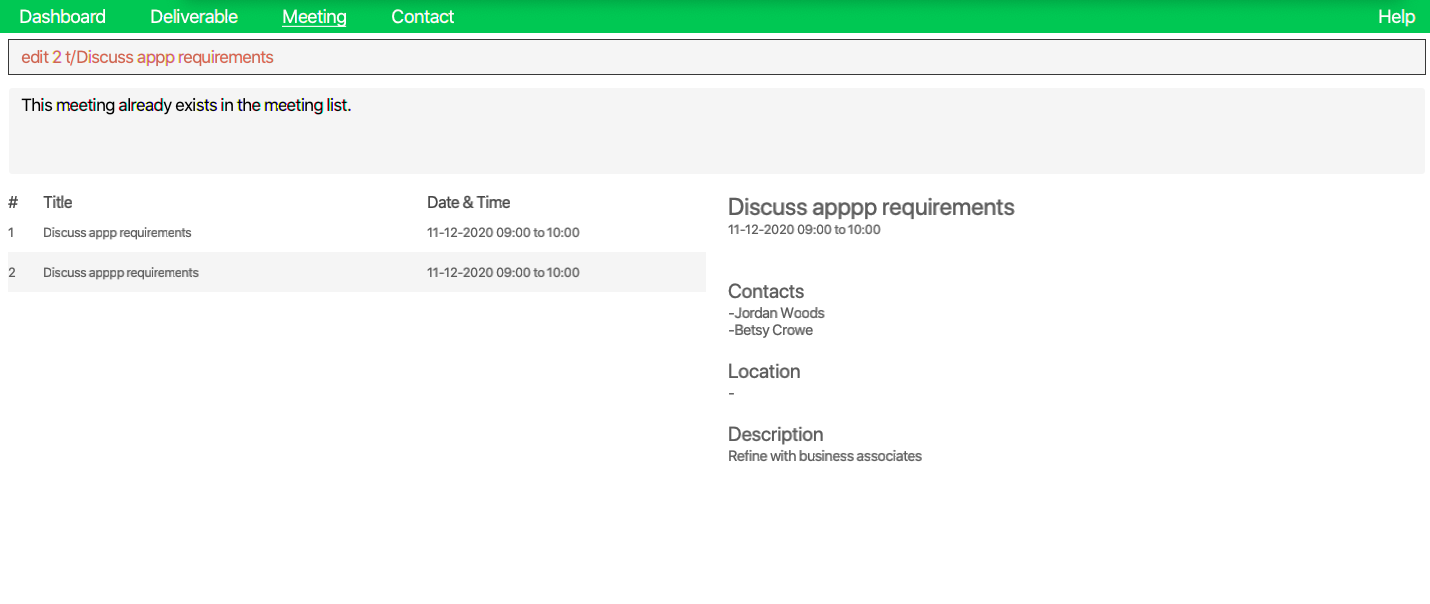 Dashboard Deliverable Meeting Contact Help
edit 2 t/Discuss appp requirements
This meeting already exists in the meeting list.
# Title Date & Time
1 Discuss appp requirements 11-12-2020 09:00 to 10:00
2 Discuss apppp requirements 11-12-2020 09:00 to 10:00
Discuss apppp requirements
11-12-2020 09:00 to 10:00
Contacts
-Jordan Woods
-Betsy Crowe
Location
-
Description
Refine with business associates